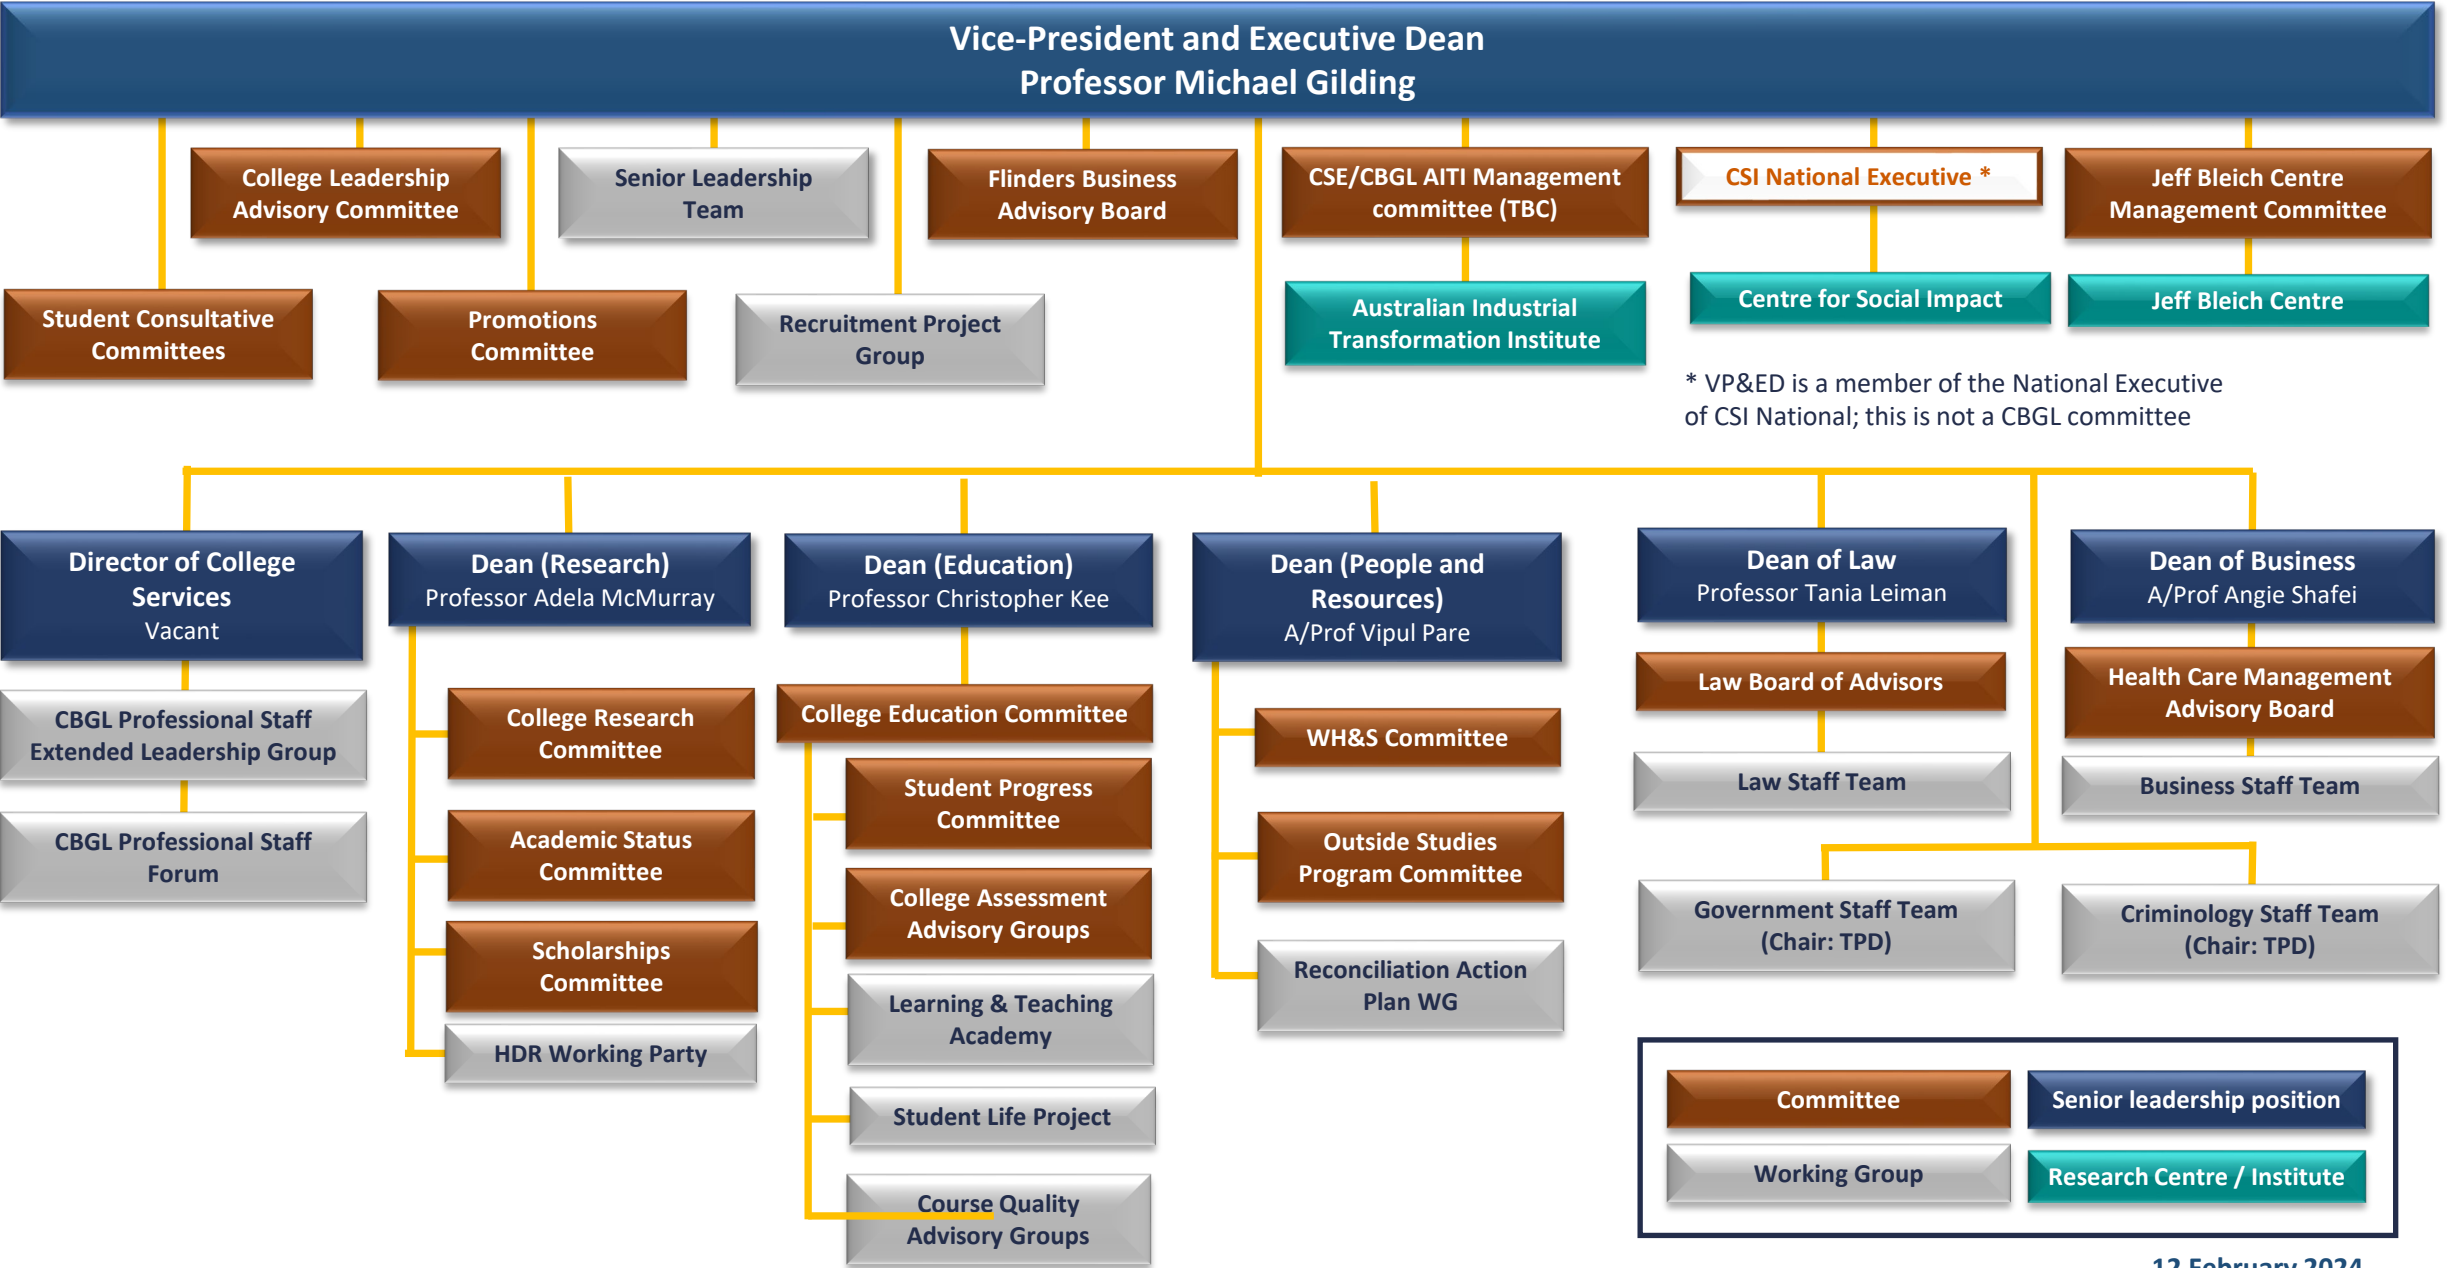 Vice-President and Executive Dean
Professor Michael Gilding
College Leadership
Advisory Committee
Senior Leadership
Team
Flinders Business
Advisory Board
CSE/CBGL AITI Management
committee (TBC)
CSI National Executive *
Jeff Bleich Centre
Management Committee
Student Consultative
Committees
Promotions
Committee
Recruitment Project
Group
Australian Industrial
Transformation Institute
Centre for Social Impact
Jeff Bleich Centre
* VP&ED is a member of the National Executive
of CSI National; this is not a CBGL committee
Director of College
Services
Vacant
Dean (Research)
Professor Adela McMurray
Dean (Education)
Professor Christopher Kee
Dean (People and
Resources)
A/Prof Vipul Pare
Dean of Law
Professor Tania Leiman
Dean of Business
A/Prof Angie Shafei
CBGL Professional Staff
Extended Leadership Group
CBGL Professional Staff
Forum
College Research
Committee
Academic Status
Committee
Scholarships
Committee
HDR Working Party
College Education Committee
Student Progress
Committee
College Assessment
Advisory Groups
Learning & Teaching
Academy
Student Life Project
Course Quality
Advisory Groups
WH&S Committee
Outside Studies
Program Committee
Reconciliation Action
Plan WG
Law Board of Advisors
Law Staff Team
Health Care Management
Advisory Board
Business Staff Team
Government Staff Team
(Chair: TPD)
Criminology Staff Team
(Chair: TPD)
Committee
Senior leadership position
Working Group
Research Centre / Institute
12 February 2024